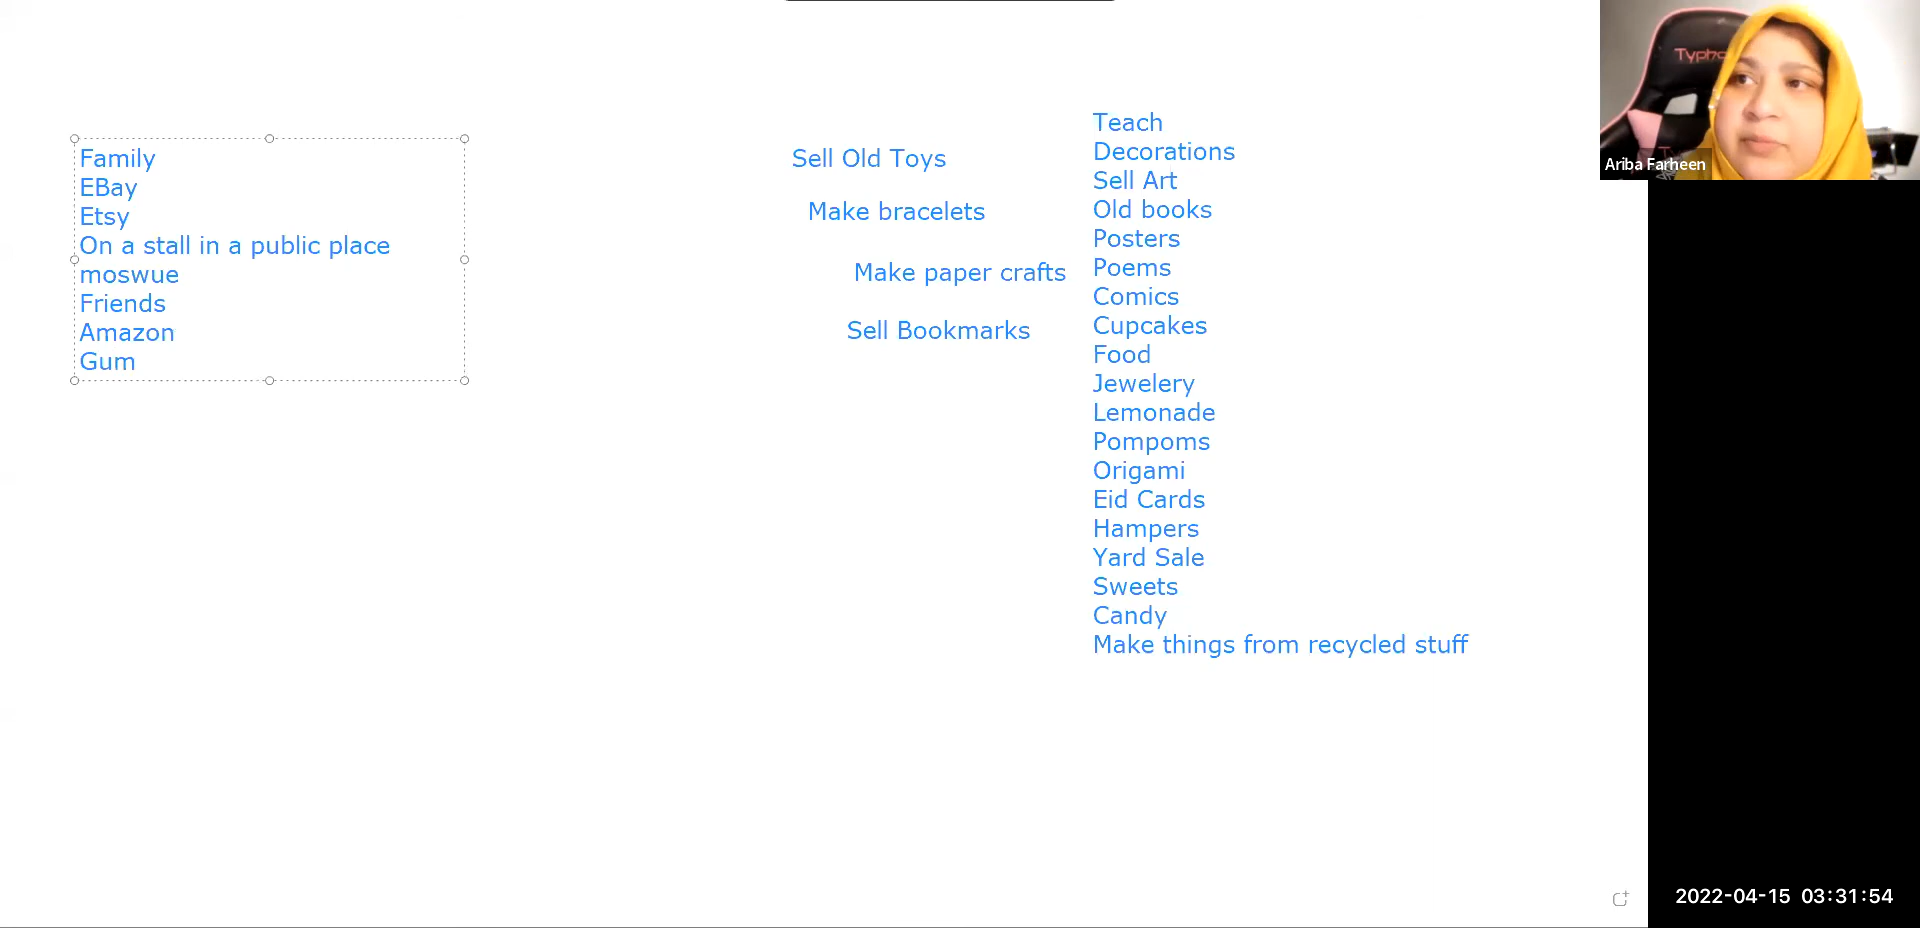 Family
EBay
Etsy
On a stall in a public place
moswue
Friends
Amazon
Gum
Sell Old Toys
Make bracelets
Make paper crafts
Sell Bookmarks
Teach
Decorations
Sell Art
Old books
Posters
Poems
Comics
Cupcakes
Food
Jewelery
Lemonade
Pompoms
Origami
Eid Cards
Hampers
Yard Sale
Sweets
Candy
Make things from recycled stuff
Ariba Farheen
2022-04-15 03:31:54